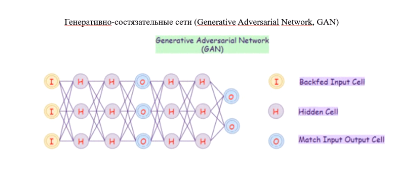 Генеративно-состязательные сети (Generative Adversarial Network, GAN)
Generative Adversarial Network
(GAN)
I H H O H H I Backfed Input Cell
O
I H H O H H H Hidden Cell
O
I H H O H H O Match Input Output Cell